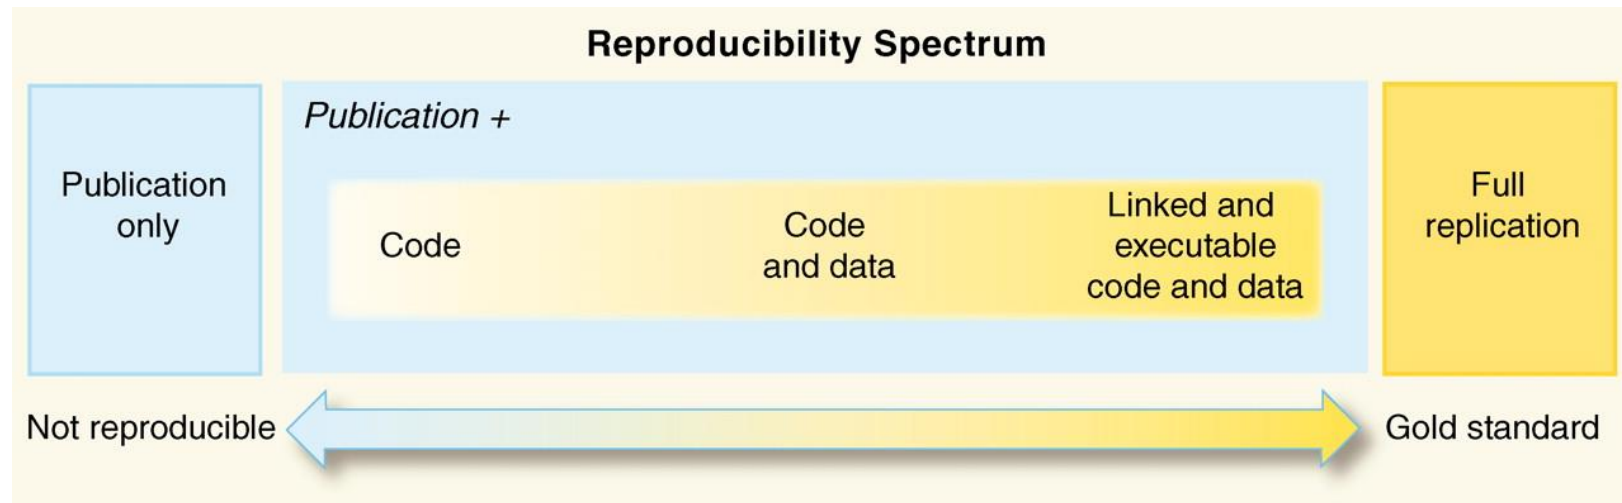 Reproducibility Spectrum
Publication
only
Publication +
Code
Code
and data
Linked and
executable
code and data
Full
replication
Not reproducible
Gold standard